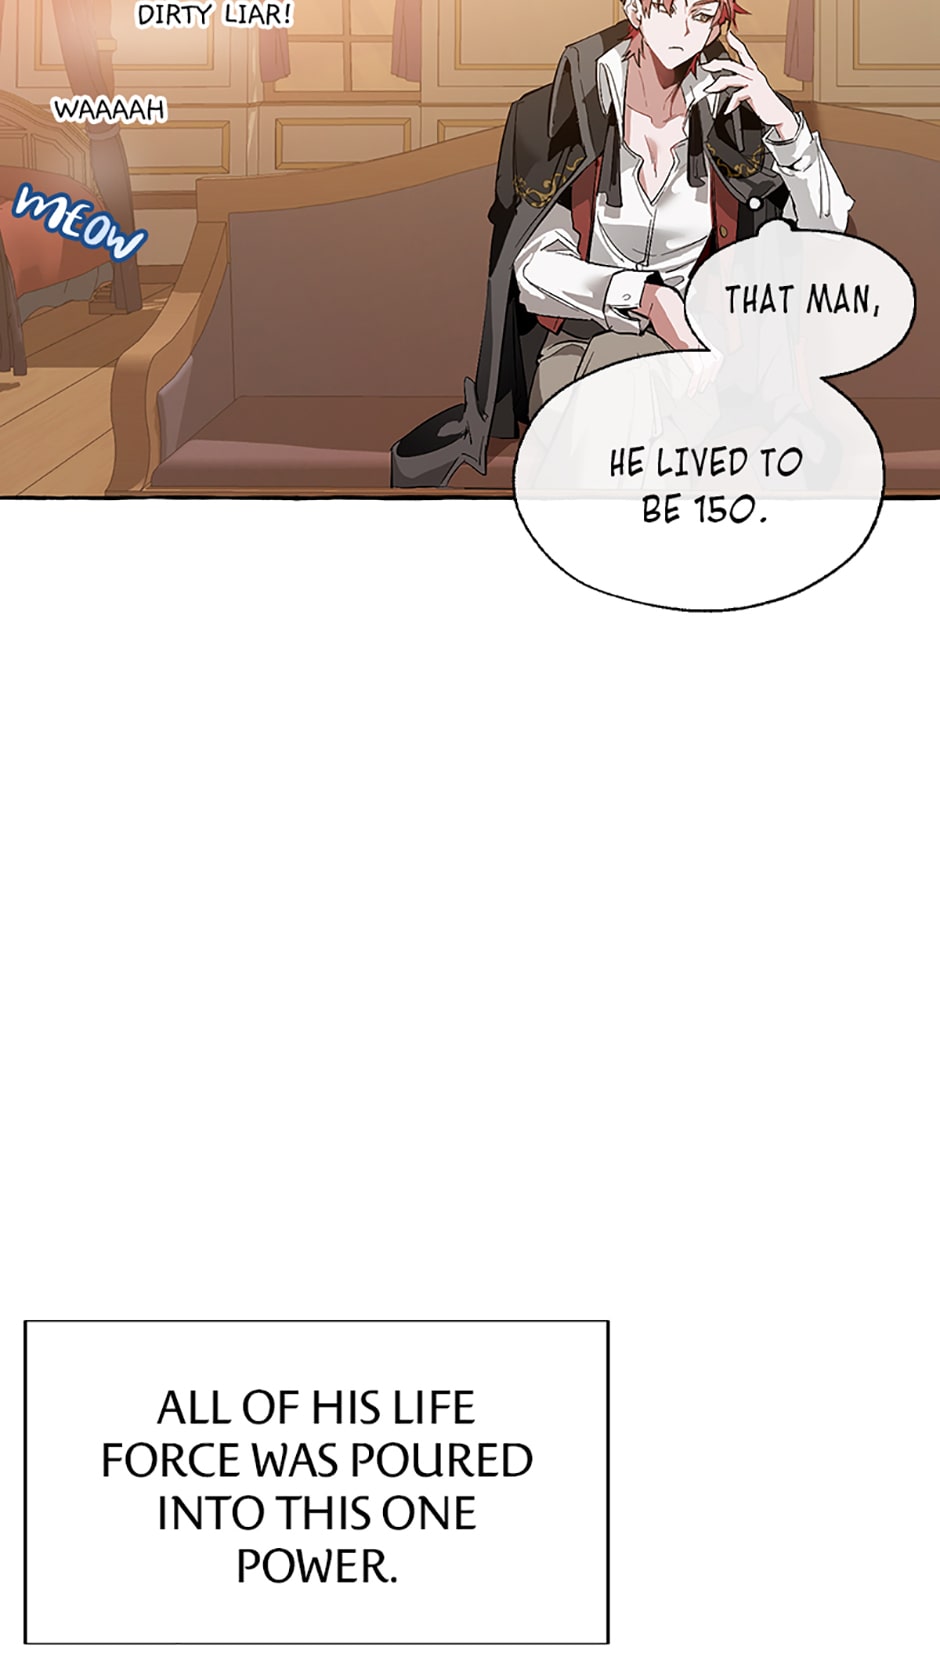 DIRTY LIAR!
WAAAAH
MEOW
THAT MAN,
HE LIVED TO
BE 150.
ALL OF HIS LIFE
FORCE WAS POURED
INTO THIS ONE
POWER.